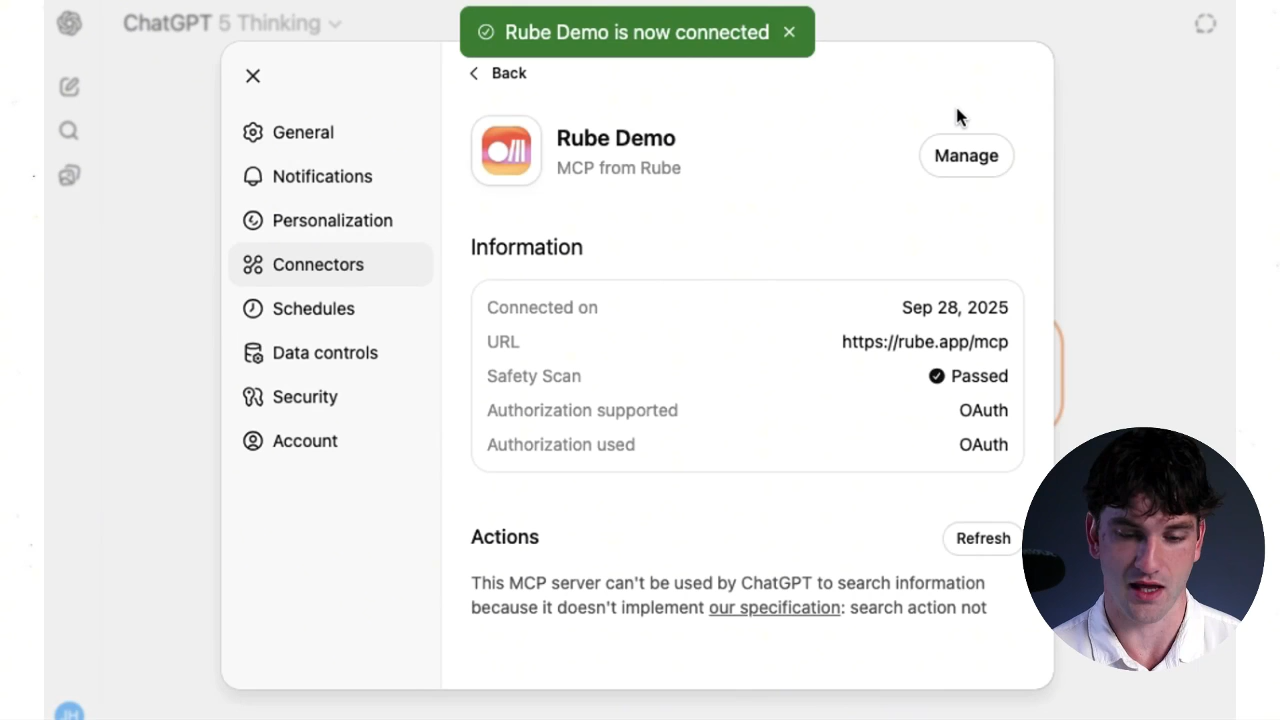 ChatGPT 5 Thinking
Rube Demo is now connected
Back
General
Notifications
Personalization
Connectors
Schedules
Data controls
Security
Account
Rube Demo
MCP from Rube
Manage
Information
Connected on Sep 28, 2025
URL https://rube.app/mcp
Safety Scan Passed
Authorization supported OAuth
Authorization used OAuth
Actions
Refresh
This MCP server can't be used by ChatGPT to search information
because it doesn't implement our specification: search action not
JH